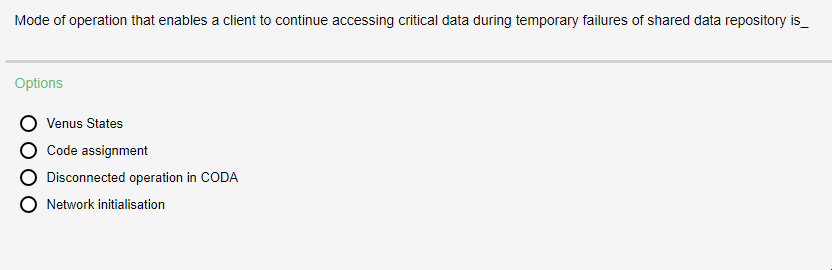 Mode of operation that enables a client to continue accessing critical data during temporary failures of shared data repository is_
Options
Venus States
Code assignment
Disconnected operation in CODA
Network initialisation